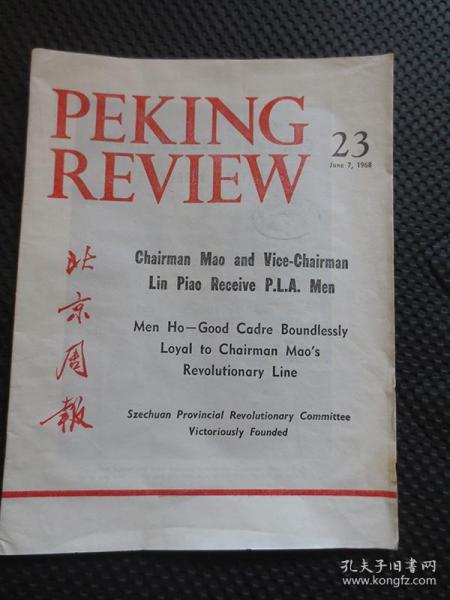 PEKING
REVIEW
23
June 7, 1968
北京周報
Chairman Mao and Vice-Chairman
Lin Piao Receive P.L.A. Men
Men Ho—Good Cadre Boundlessly
Loyal to Chairman Mao's
Revolutionary Line
Szechuan Provincial Revolutionary Committee
Victoriously Founded
孔夫子旧书网
www.kongfz.com